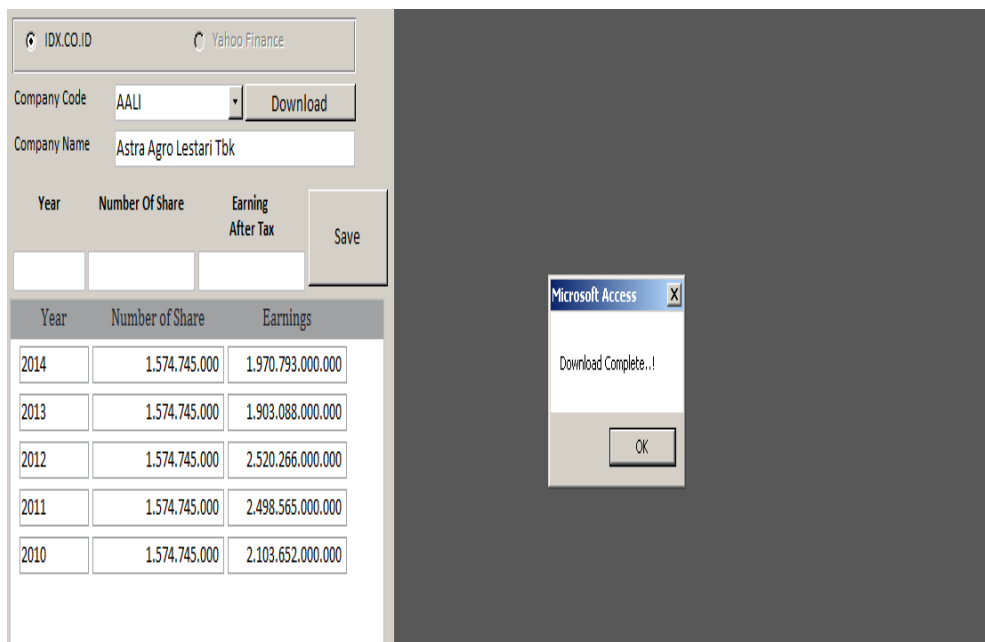 IDX.CO.ID Yahoo Finance
Company Code AALI Download
Company Name Astra Agro Lestari Tbk
Year Number Of Share Earning
After Tax
Save
Year Number of Share Earnings
2014 1.574.745.000 1.970.793.000.000
2013 1.574.745.000 1.903.088.000.000
2012 1.574.745.000 2.520.266.000.000
2011 1.574.745.000 2.498.565.000.000
2010 1.574.745.000 2.103.652.000.000
Microsoft Access X
Download Complete..!
OK